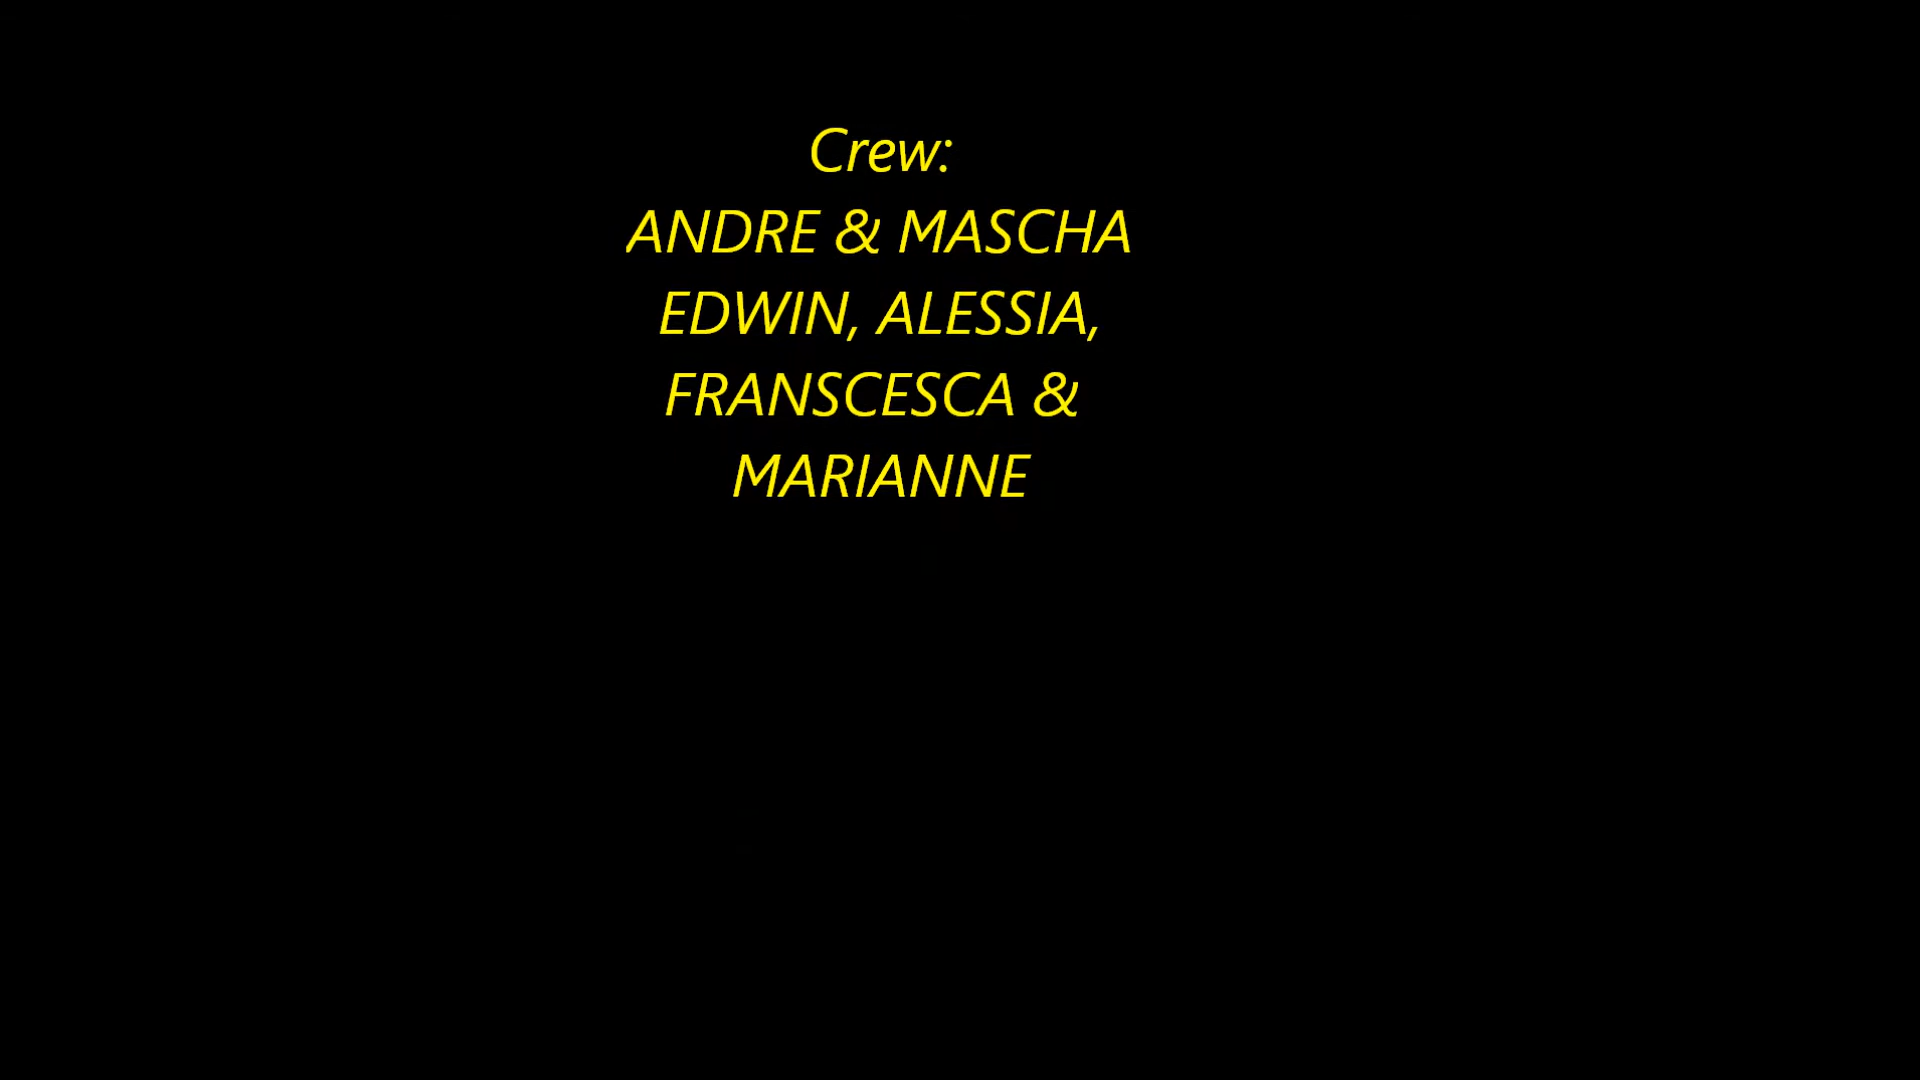 Crew:
ANDRE & MASCHA
EDWIN, ALESSIA,
FRANSCESCA &
MARIANNE